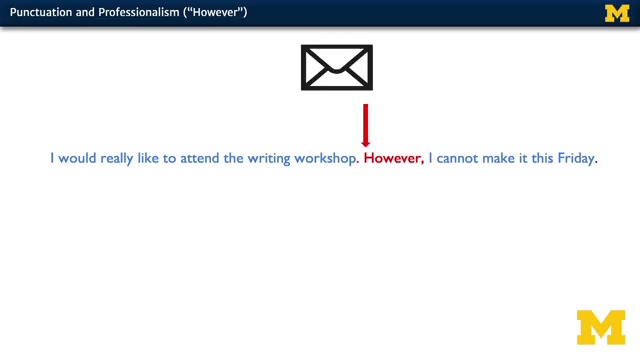 Punctuation and Professionalism (“However”)
M
I would really like to attend the writing workshop. However, I cannot make it this Friday.
M